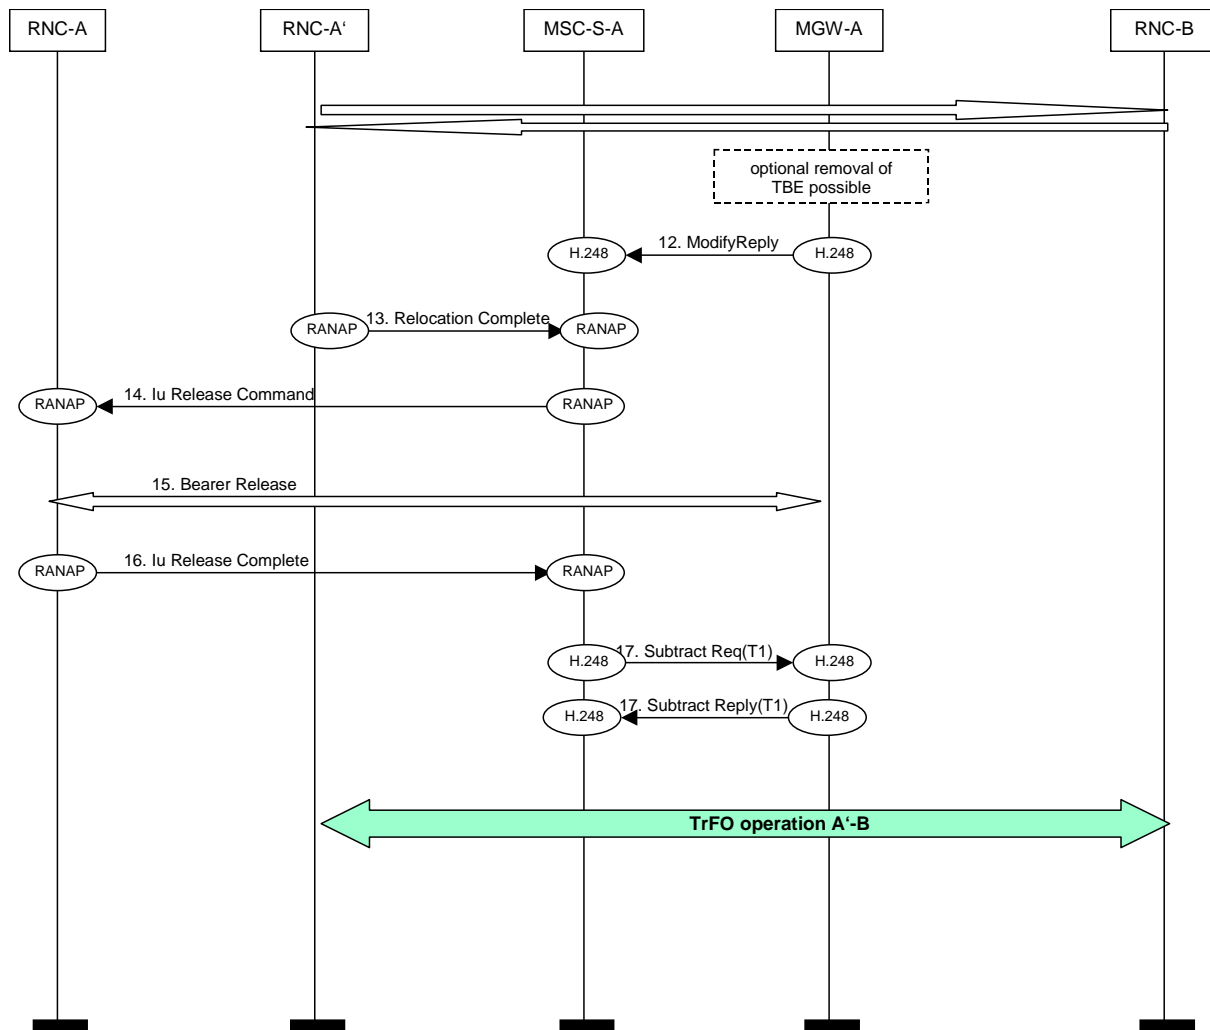 RNC-A
RNC-A‘
MSC-S-A
MGW-A
RNC-B
optional removal of
TBE possible
H.248
12. ModifyReply
H.248
RANAP
13. Relocation Complete
RANAP
RANAP
14. Iu Release Command
RANAP
15. Bearer Release
RANAP
16. Iu Release Complete
RANAP
H.248
17. Subtract Req(T1)
H.248
H.248
17. Subtract Reply(T1)
H.248
TrFO operation A‘-B